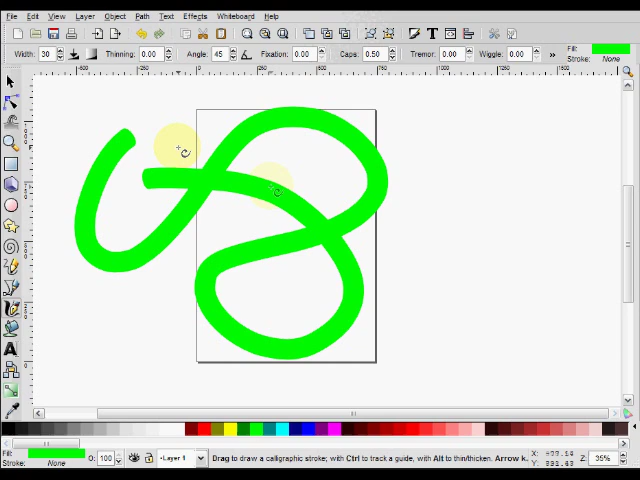 File Edit View Layer Object Path Text Effects Whiteboard Help
Width: 30 Thinning: 0.00 Angle: 45 Fixation: 0.00 Caps: 0.50 Tremor: 0.00 Wiggle: 0.00 » Fill:
Stroke: None
Fill: O: 100 Layer 1 Drag to draw a calligraphic stroke; with Ctrl to track a guide, with Alt to thin/thicken. Arrow k. X: Z: 35%
Stroke: None Y: